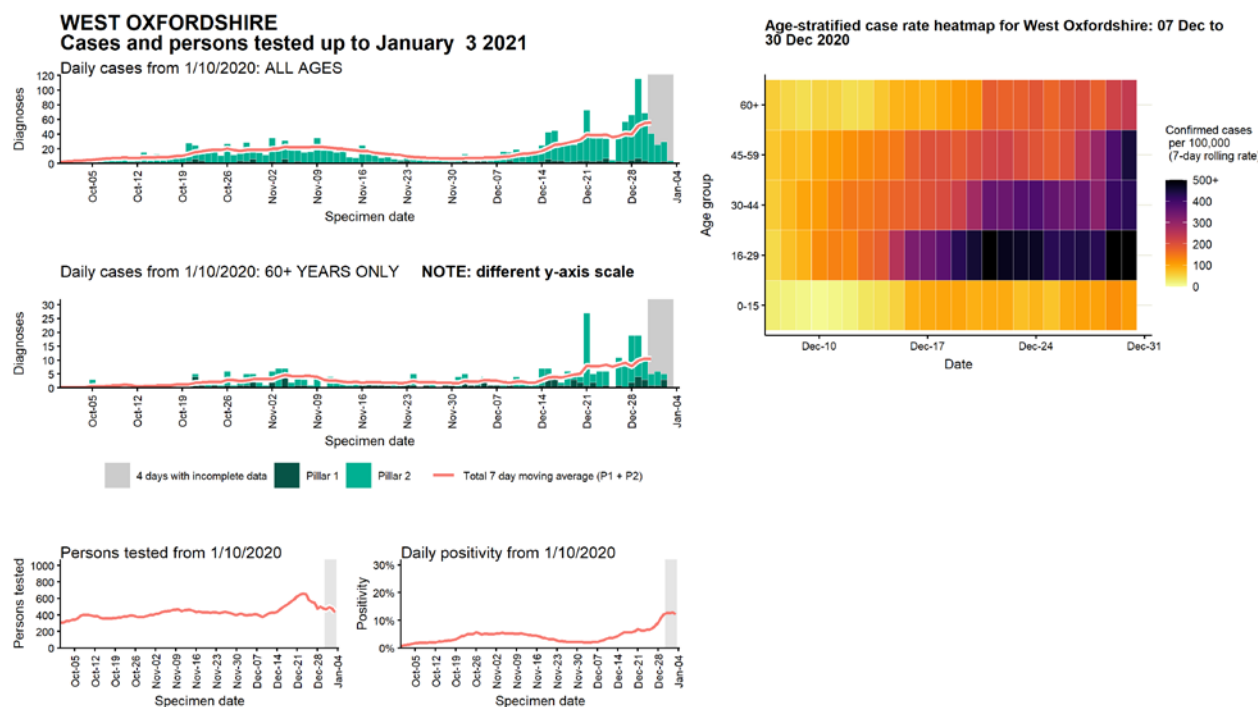 WEST OXFORDSHIRE
Cases and persons tested up to January 3 2021
Daily cases from 1/10/2020: ALL AGES
Diagnoses
120
100
80
60
40
20
0
Oct-05
Oct-12
Oct-19
Oct-26
Nov-02
Nov-09
Nov-16
Nov-23
Nov-30
Dec-07
Dec-14
Dec-21
Dec-28
Jan-04
Specimen date
Daily cases from 1/10/2020: 60+ YEARS ONLY NOTE: different y-axis scale
Diagnoses
30
25
20
15
10
5
0
Oct-05
Oct-12
Oct-19
Oct-26
Nov-02
Nov-09
Nov-16
Nov-23
Nov-30
Dec-07
Dec-14
Dec-21
Dec-28
Jan-04
Specimen date
4 days with incomplete data
Pillar 1
Pillar 2
Total 7 day moving average (P1 + P2)
Persons tested from 1/10/2020
Persons tested
1000
800
600
400
200
0
Oct-05
Oct-12
Oct-19
Oct-26
Nov-02
Nov-09
Nov-16
Nov-23
Nov-30
Dec-07
Dec-14
Dec-21
Dec-28
Jan-04
Specimen date
Daily positivity from 1/10/2020
Positivity
30%
20%
10%
0%
Oct-05
Oct-12
Oct-19
Oct-26
Nov-02
Nov-09
Nov-16
Nov-23
Nov-30
Dec-07
Dec-14
Dec-21
Dec-28
Jan-04
Specimen date
Age-stratified case rate heatmap for West Oxfordshire: 07 Dec to
30 Dec 2020
Age group
60+
45-59
30-44
16-29
0-15
Dec-10
Dec-17
Dec-24
Dec-31
Date
Confirmed cases
per 100,000
(7-day rolling rate)
500+
400
300
200
100
0